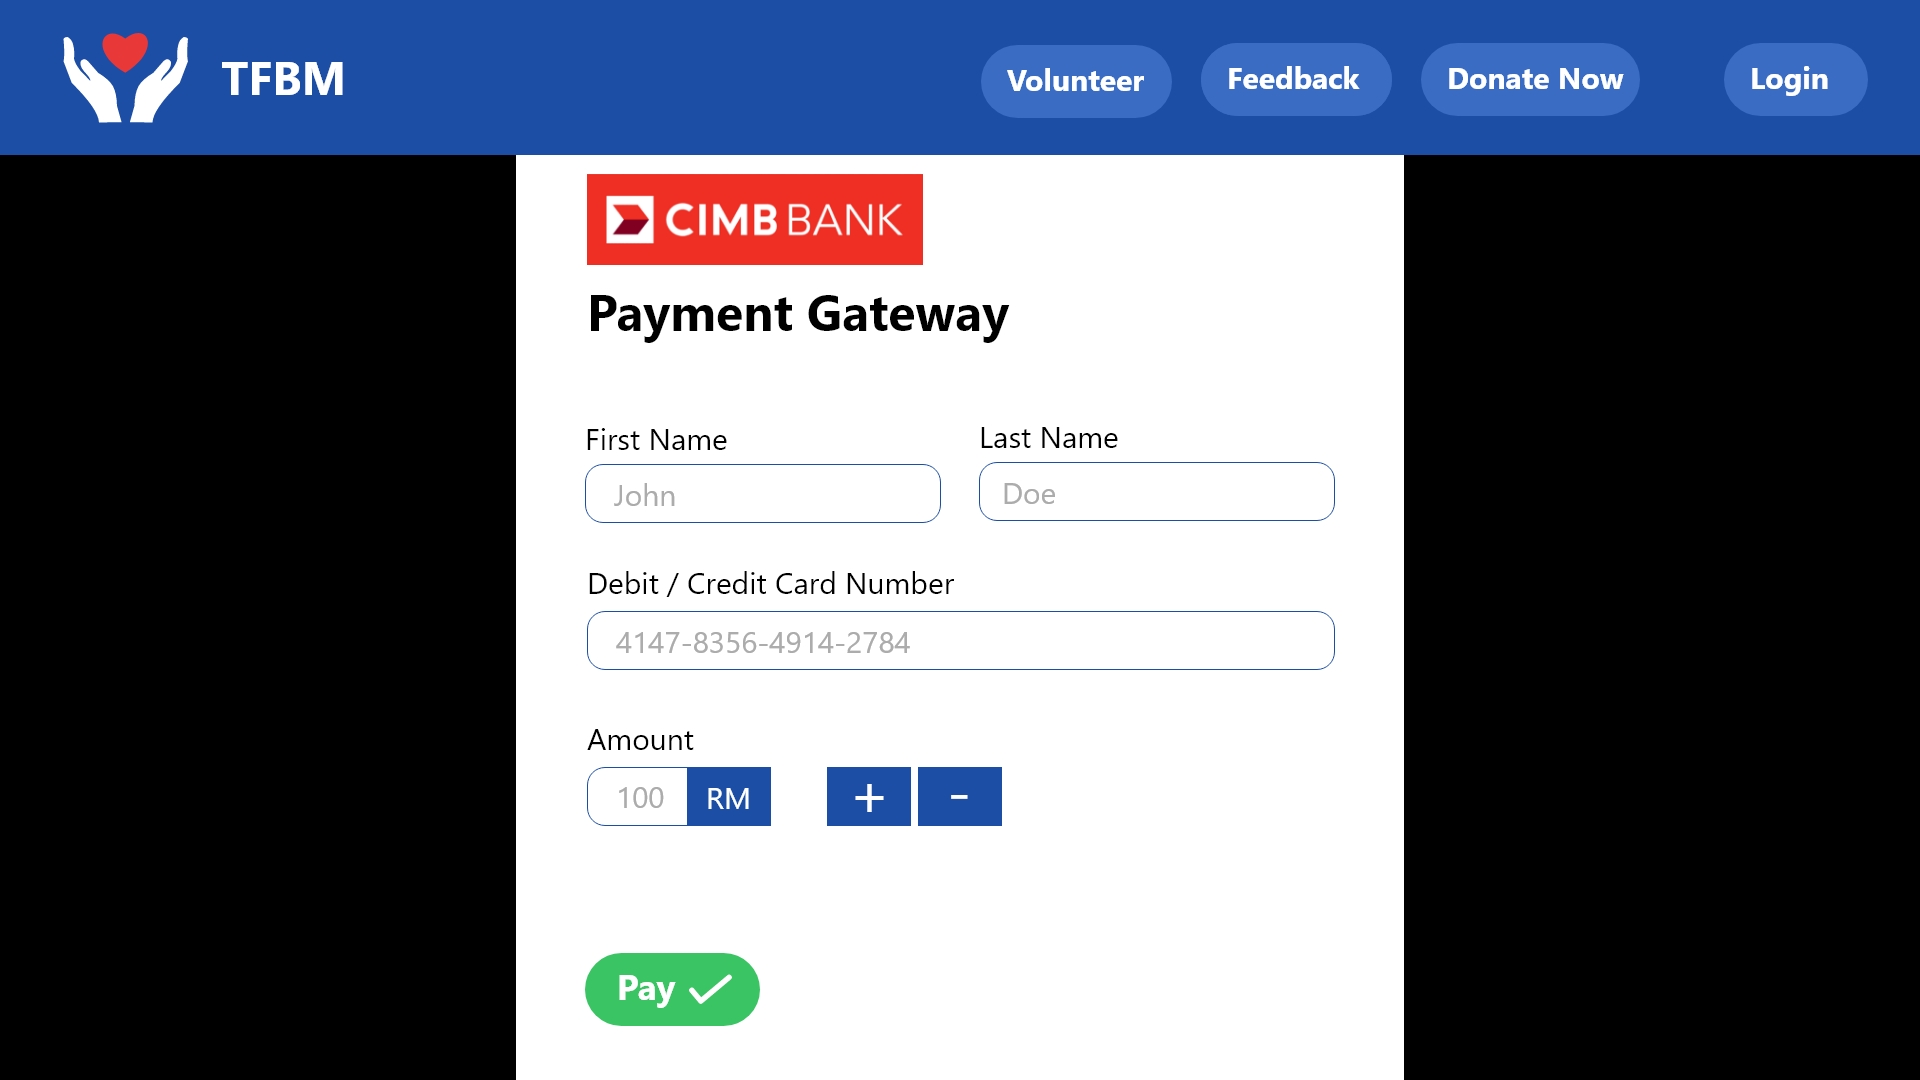 TFBM
Volunteer
Feedback
Donate Now
Login
CIMB BANK
Payment Gateway
First Name
Last Name
John
Doe
Debit / Credit Card Number
4147-8356-4914-2784
Amount
100 RM + -
Pay